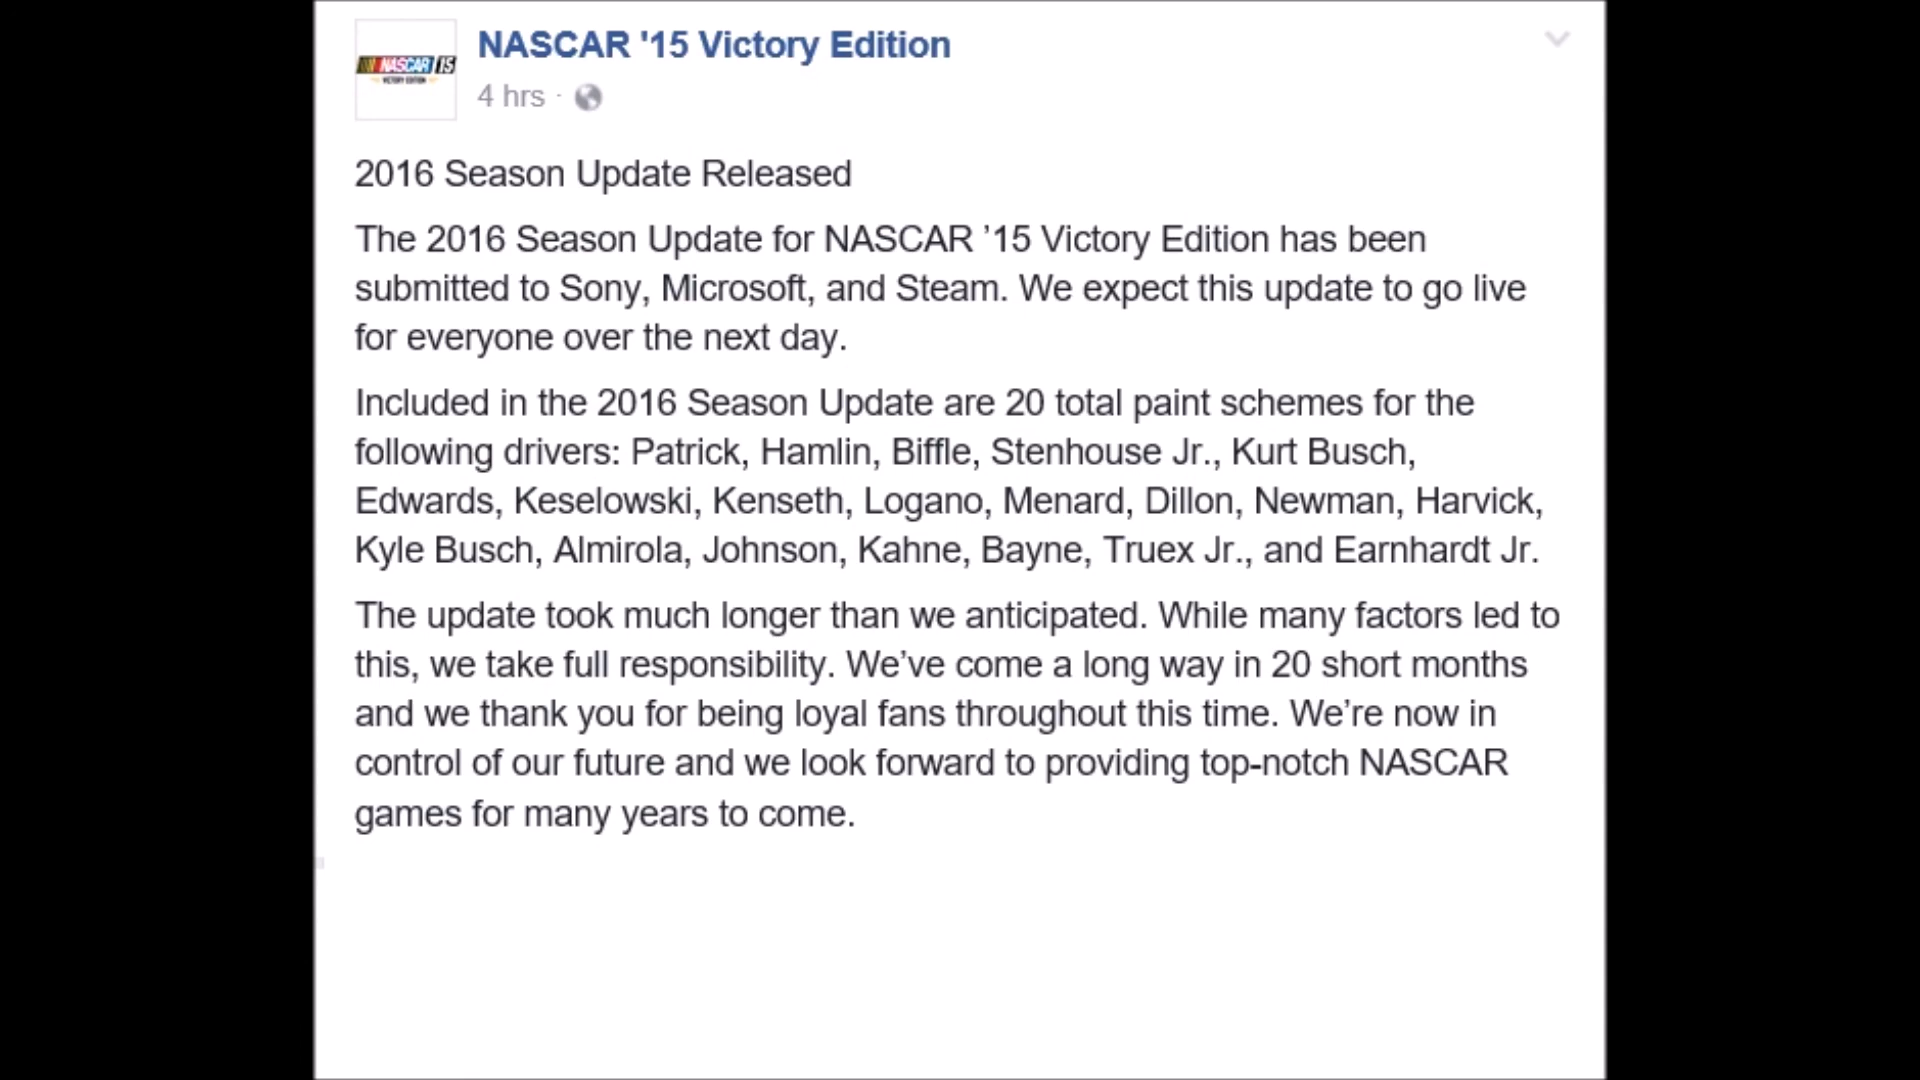 NASCAR '15 Victory Edition
NASCAR 15
VICTORY EDITION
4 hrs ·
2016 Season Update Released
The 2016 Season Update for NASCAR ’15 Victory Edition has been
submitted to Sony, Microsoft, and Steam. We expect this update to go live
for everyone over the next day.
Included in the 2016 Season Update are 20 total paint schemes for the
following drivers: Patrick, Hamlin, Biffle, Stenhouse Jr., Kurt Busch,
Edwards, Keselowski, Kenseth, Logano, Menard, Dillon, Newman, Harvick,
Kyle Busch, Almirola, Johnson, Kahne, Bayne, Truex Jr., and Earnhardt Jr.
The update took much longer than we anticipated. While many factors led to
this, we take full responsibility. We’ve come a long way in 20 short months
and we thank you for being loyal fans throughout this time. We’re now in
control of our future and we look forward to providing top-notch NASCAR
games for many years to come.